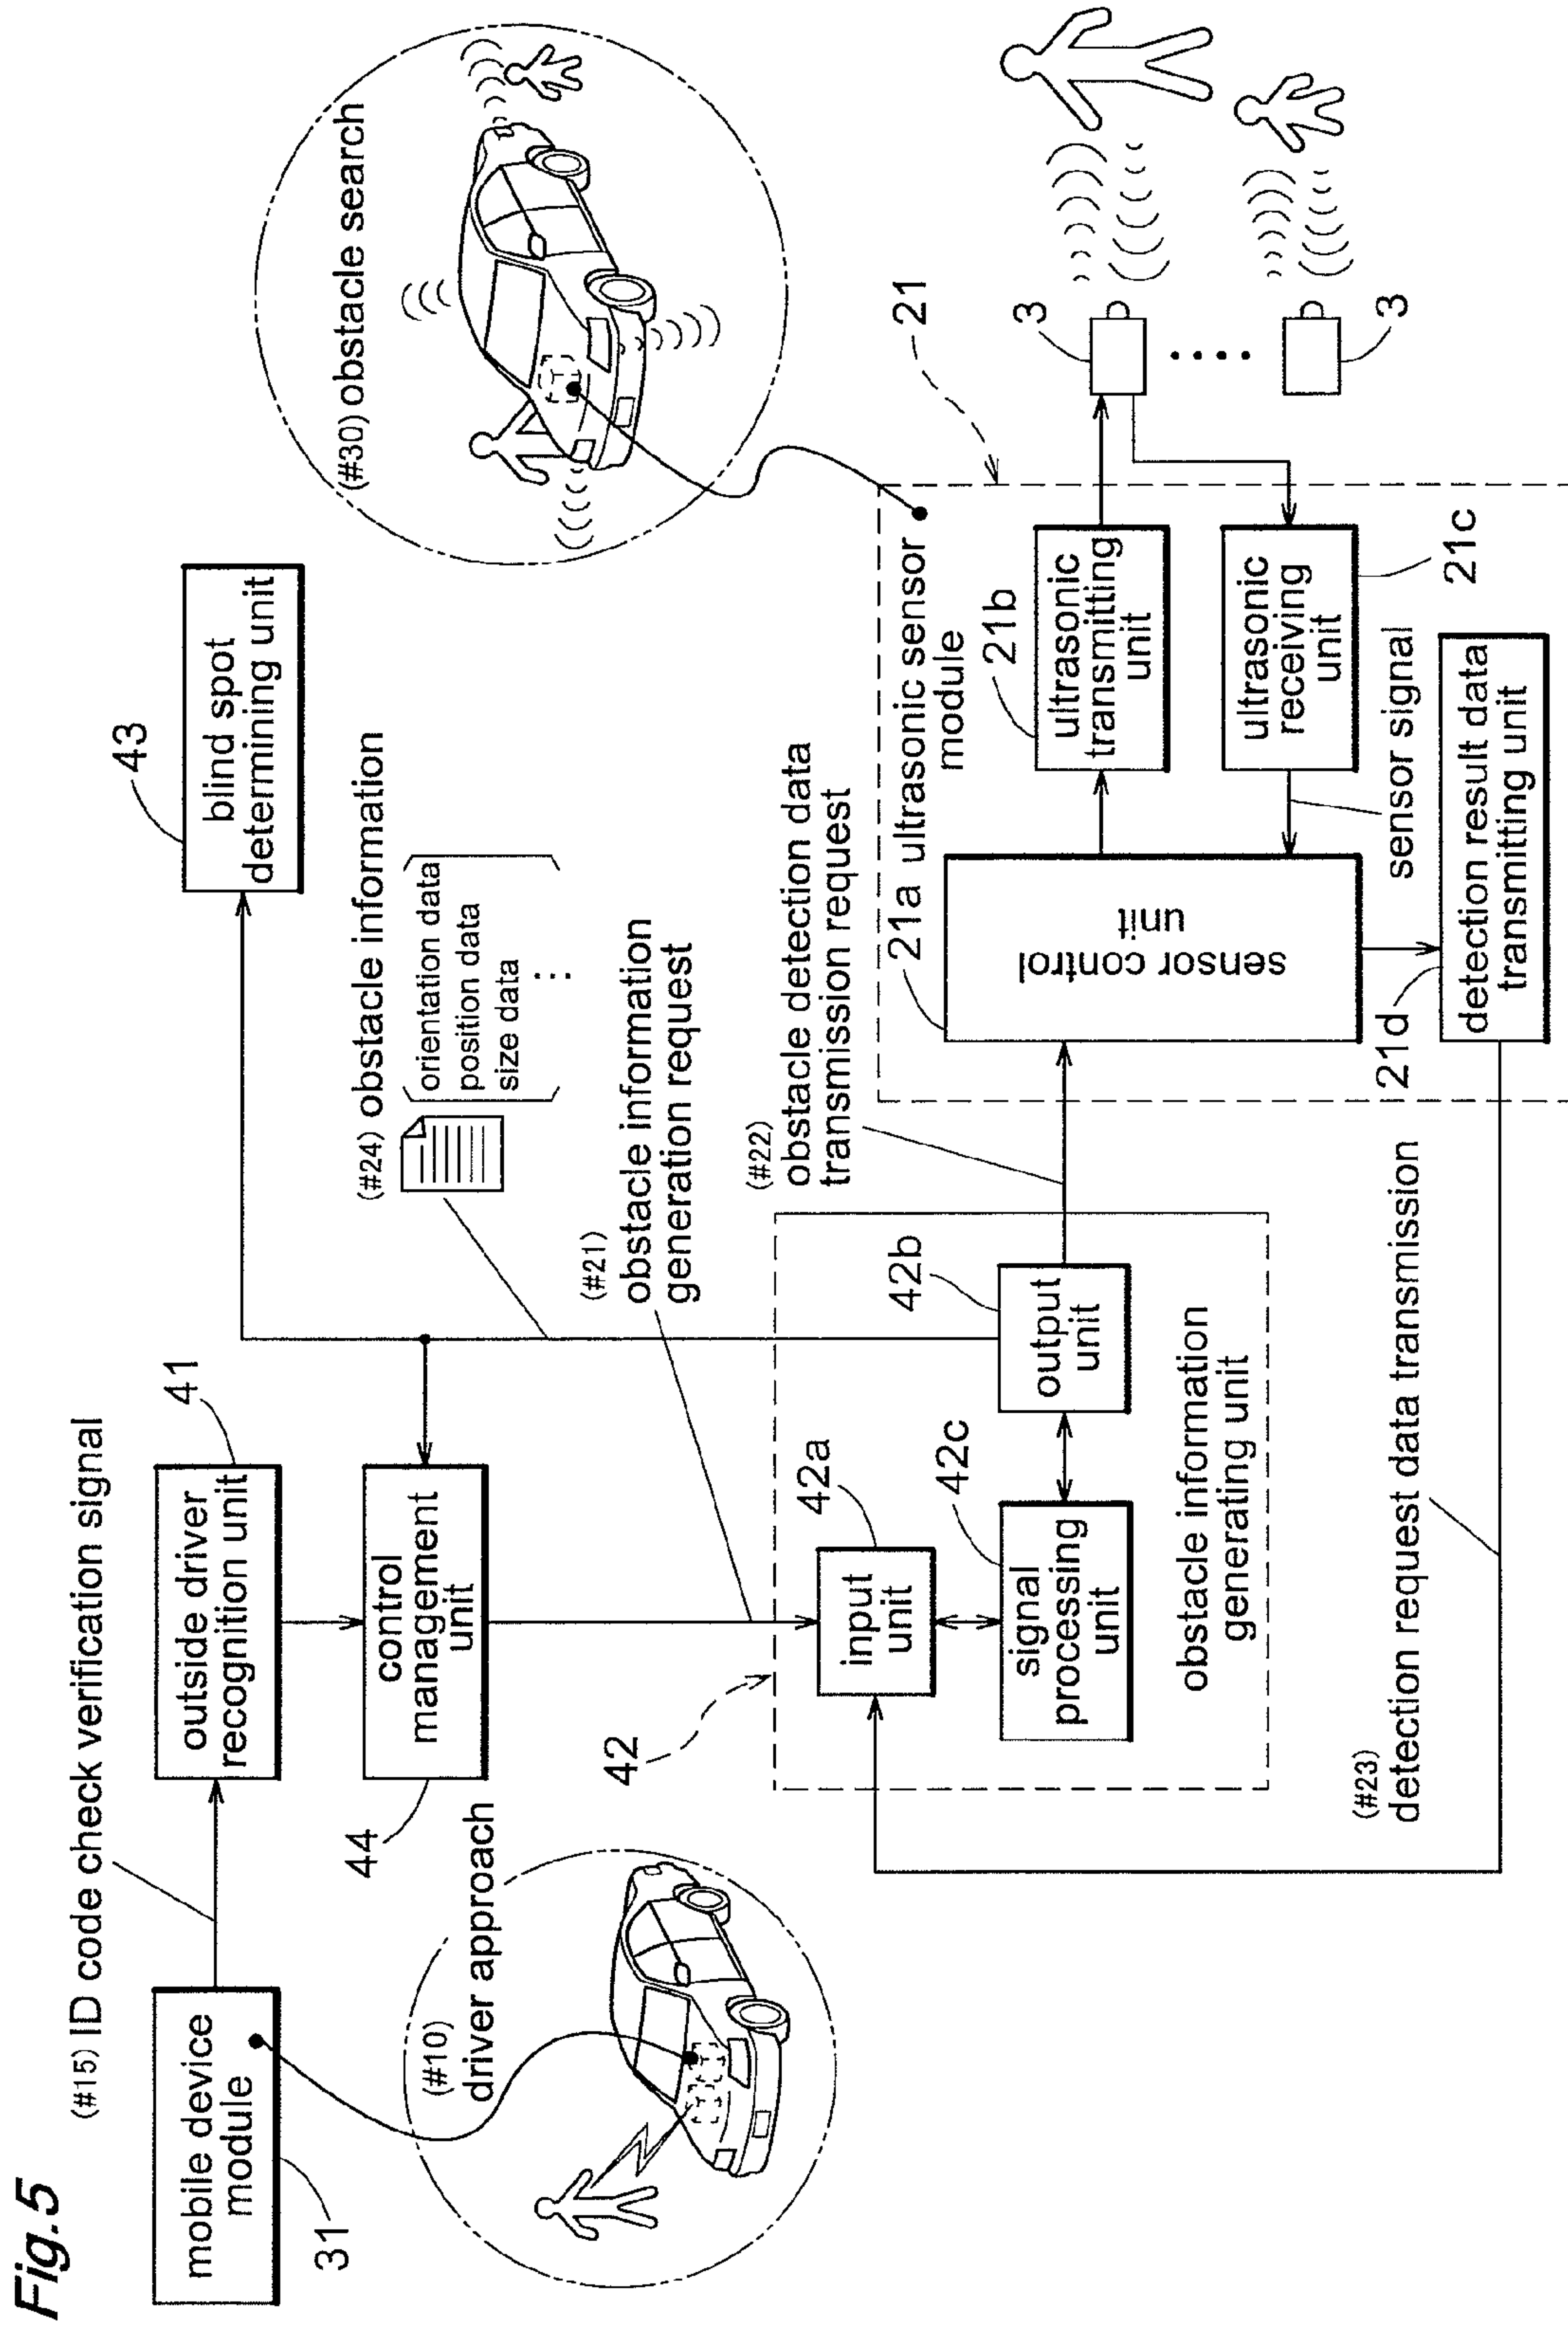 Fig.5
(#15) ID code check verification signal
mobile device
module
31
outside driver
recognition unit
41
control
management
unit
44
(#10)
driver approach
43
blind spot
determining unit
(#24) obstacle information
orientation data
position data
size data
(#21)
obstacle information
generation request
(#30) obstacle search
42
input
unit
42a
signal
processing
unit
42c
output
unit
42b
obstacle information
generating unit
(#22)
obstacle detection data
transmission request
21
ultrasonic sensor
module
21a
sensor control
unit
21b
ultrasonic
transmitting
unit
ultrasonic
receiving
unit
21c
sensor signal
21d
detection result data
transmitting unit
3
3
(#23)
detection request data transmission